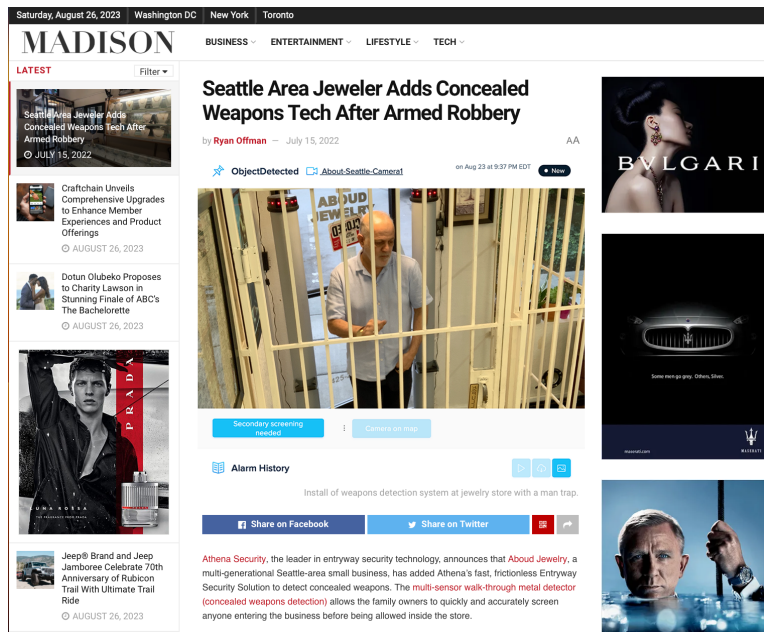 Saturday, August 26, 2023
Washington DC
New York
Toronto
MADISON
BUSINESS
ENTERTAINMENT
LIFESTYLE
TECH
LATEST
Filter
Seattle Area Jeweler Adds
Concealed Weapons Tech After
Armed Robbery
JULY 15, 2022
Craftchain Unveils
Comprehensive Upgrades
to Enhance Member
Experiences and Product
Offerings
AUGUST 26, 2023
Dotun Olubeko Proposes
to Charity Lawson in
Stunning Finale of ABC's
The Bachelorette
AUGUST 26, 2023
PRADA
LUNA ROSSA
THE FRAGRANCE FROM PRADA
Jeep® Brand and Jeep
Jamboree Celebrate 70th
Anniversary of Rubicon
Trail With Ultimate Trail
Ride
AUGUST 26, 2023
Seattle Area Jeweler Adds Concealed
Weapons Tech After Armed Robbery
by Ryan Offman — July 15, 2022
AA
ObjectDetected
About-Seattle-Camera1
on Aug 23 at 9:37 PM EDT
New
ABOUD
JEWELRY
CLOSED
Secondary screening
needed
Camera on map
Alarm History
Install of weapons detection system at jewelry store with a man trap.
Share on Facebook
Share on Twitter
Athena Security, the leader in entryway security technology, announces that Aboud Jewelry, a
multi-generational Seattle-area small business, has added Athena's fast, frictionless Entryway
Security Solution to detect concealed weapons. The multi-sensor walk-through metal detector
(concealed weapons detection) allows the family owners to quickly and accurately screen
anyone entering the business before being allowed inside the store.
BVLGARI
Some men go grey. Others, Silver.
maserati.com
MASERATI